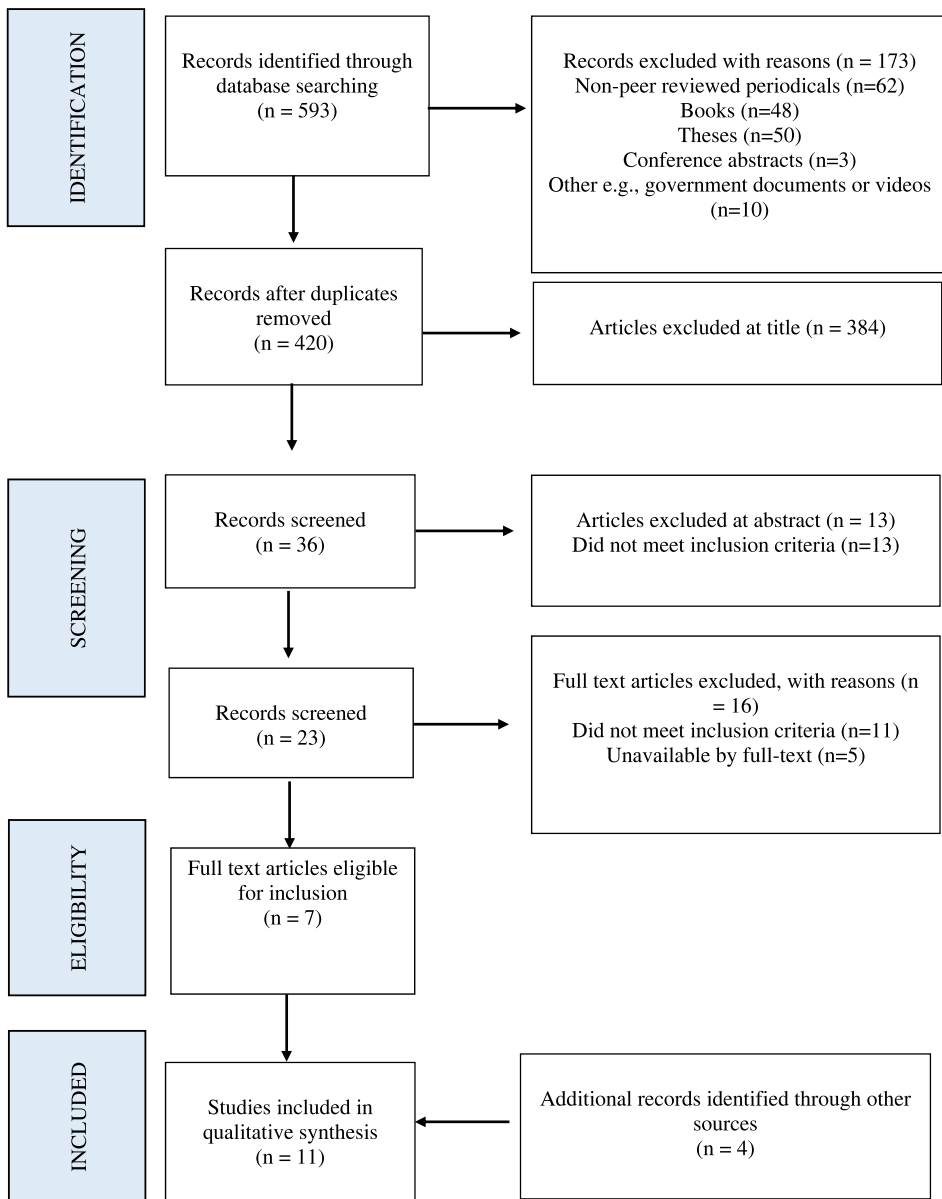 IDENTIFICATION
Records identified through
database searching
(n = 593)
Records excluded with reasons (n = 173)
Non-peer reviewed periodicals (n=62)
Books (n=48)
Theses (n=50)
Conference abstracts (n=3)
Other e.g., government documents or videos
(n=10)
Records after duplicates
removed
(n = 420)
Articles excluded at title (n = 384)
SCREENING
Records screened
(n = 36)
Articles excluded at abstract (n = 13)
Did not meet inclusion criteria (n=13)
Records screened
(n = 23)
Full text articles excluded, with reasons (n
= 16)
Did not meet inclusion criteria (n=11)
Unavailable by full-text (n=5)
ELIGIBILITY
Full text articles eligible
for inclusion
(n = 7)
INCLUDED
Studies included in
qualitative synthesis
(n = 11)
Additional records identified through other
sources
(n = 4)